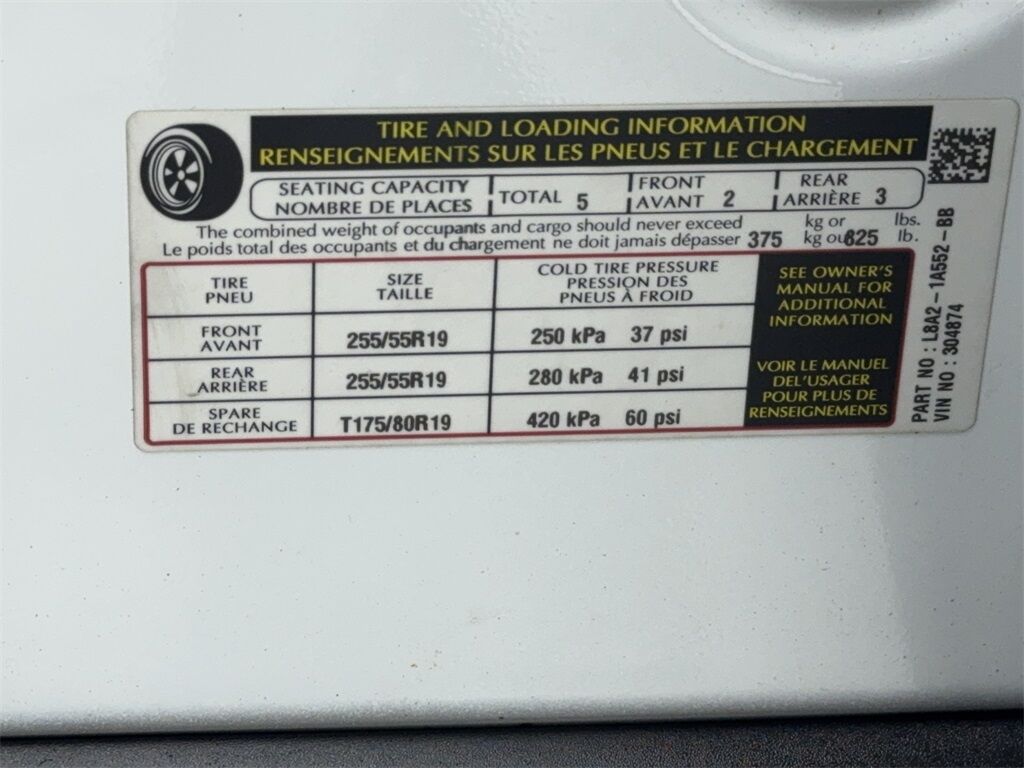 TIRE AND LOADING INFORMATION
RENSEIGNEMENTS SUR LES PNEUS ET LE CHARGEMENT
SEATING CAPACITY TOTAL 5 FRONT 2 REAR 3
NOMBRE DE PLACES AVANT ARRIÈRE
The combined weight of occupants and cargo should never exceed 375 kg or 825 lbs.
Le poids total des occupants et du chargement ne doit jamais dépasser kg ou lb.
TIRE SIZE COLD TIRE PRESSURE
PNEU TAILLE PRESSION DES
PNEUS À FROID
FRONT 255/55R19 250 kPa 37 psi
AVANT
REAR 255/55R19 280 kPa 41 psi
ARRIÈRE
SPARE T175/80R19 420 kPa 60 psi
DE RECHANGE
SEE OWNER'S
MANUAL FOR
ADDITIONAL
INFORMATION
VOIR LE MANUEL
DEL'USAGER
POUR PLUS DE
RENSEIGNEMENTS
PART NO : L8A2-1A552-BB
VIN NO : 304874